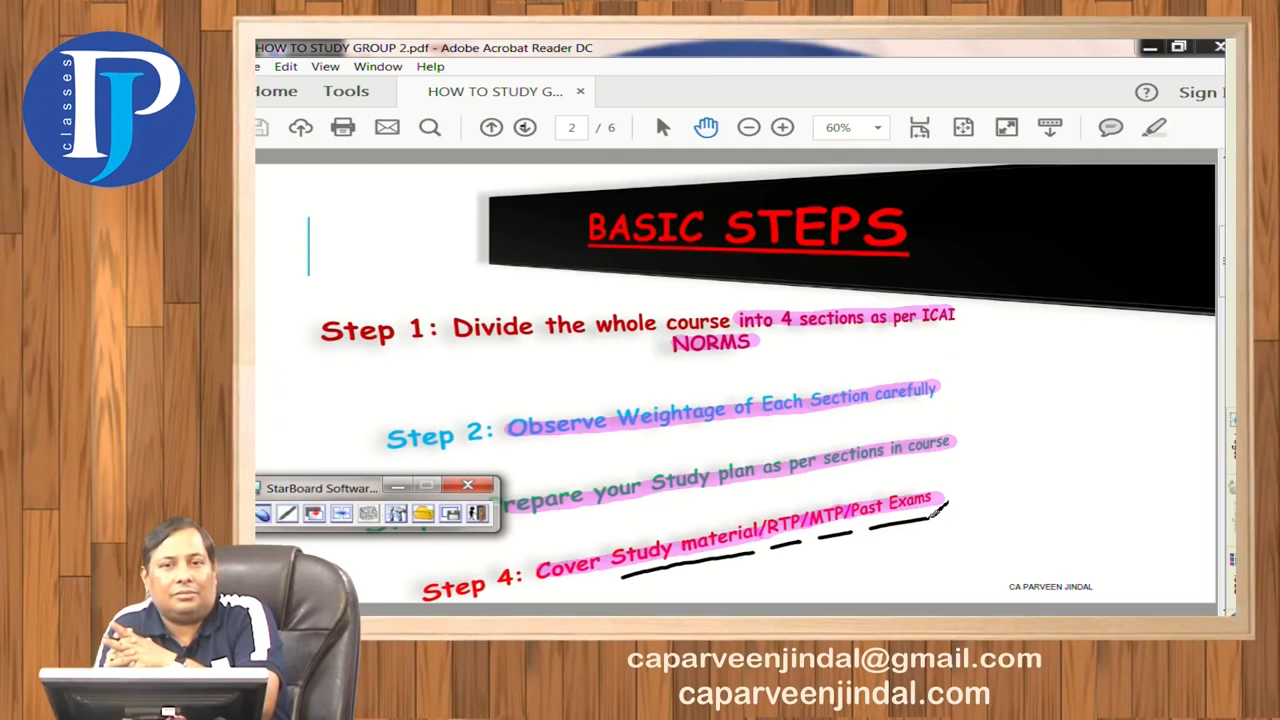 classes
PJ
HOW TO STUDY GROUP 2.pdf - Adobe Acrobat Reader DC
e Edit View Window Help
Home Tools HOW TO STUDY G... × Sign I
2 / 6 60%
BASIC STEPS
Step 1: Divide the whole course into 4 sections as per ICAI
NORMS
Step 2: Observe Weightage of Each Section carefully
repare your Study plan as per sections in course
StarBoard Softwar...
Step 4: Cover Study material/RTP/MTP/Past Exams
CA PARVEEN JINDAL
caparveenjindal@gmail.com
caparveenjindal.com